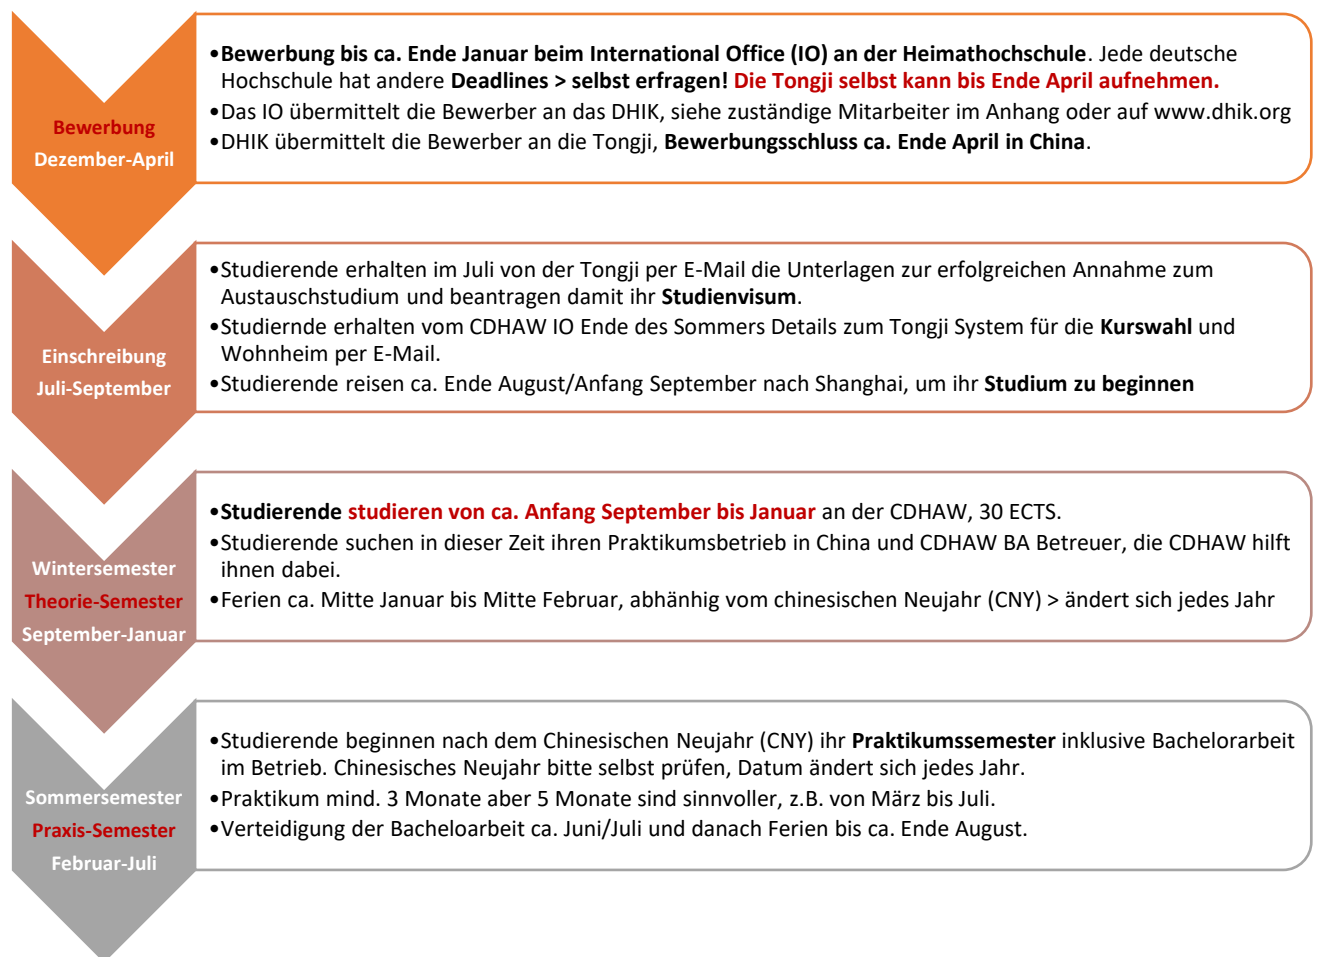 Bewerbung
Dezember-April
•Bewerbung bis ca. Ende Januar beim International Office (IO) an der Heimathochschule. Jede deutsche
Hochschule hat andere Deadlines > selbst erfragen! Die Tongji selbst kann bis Ende April aufnehmen.
•Das IO übermittelt die Bewerber an das DHIK, siehe zuständige Mitarbeiter im Anhang oder auf www.dhik.org
•DHIK übermittelt die Bewerber an die Tongji, Bewerbungsschluss ca. Ende April in China.
Einschreibung
Juli-September
•Studierende erhalten im Juli von der Tongji per E-Mail die Unterlagen zur erfolgreichen Annahme zum
Austauschstudium und beantragen damit ihr Studienvisum.
•Studiernde erhalten vom CDHAW IO Ende des Sommers Details zum Tongji System für die Kurswahl und
Wohnheim per E-Mail.
•Studierende reisen ca. Ende August/Anfang September nach Shanghai, um ihr Studium zu beginnen
Wintersemester
Theorie-Semester
September-Januar
•Studierende studieren von ca. Anfang September bis Januar an der CDHAW, 30 ECTS.
•Studierende suchen in dieser Zeit ihren Praktikumsbetrieb in China und CDHAW BA Betreuer, die CDHAW hilft
ihnen dabei.
•Ferien ca. Mitte Januar bis Mitte Februar, abhänhig vom chinesischen Neujahr (CNY) > ändert sich jedes Jahr
Sommersemester
Praxis-Semester
Februar-Juli
•Studierende beginnen nach dem Chinesischen Neujahr (CNY) ihr Praktikumssemester inklusive Bachelorarbeit
im Betrieb. Chinesisches Neujahr bitte selbst prüfen, Datum ändert sich jedes Jahr.
•Praktikum mind. 3 Monate aber 5 Monate sind sinnvoller, z.B. von März bis Juli.
•Verteidigung der Bacheloarbeit ca. Juni/Juli und danach Ferien bis ca. Ende August.